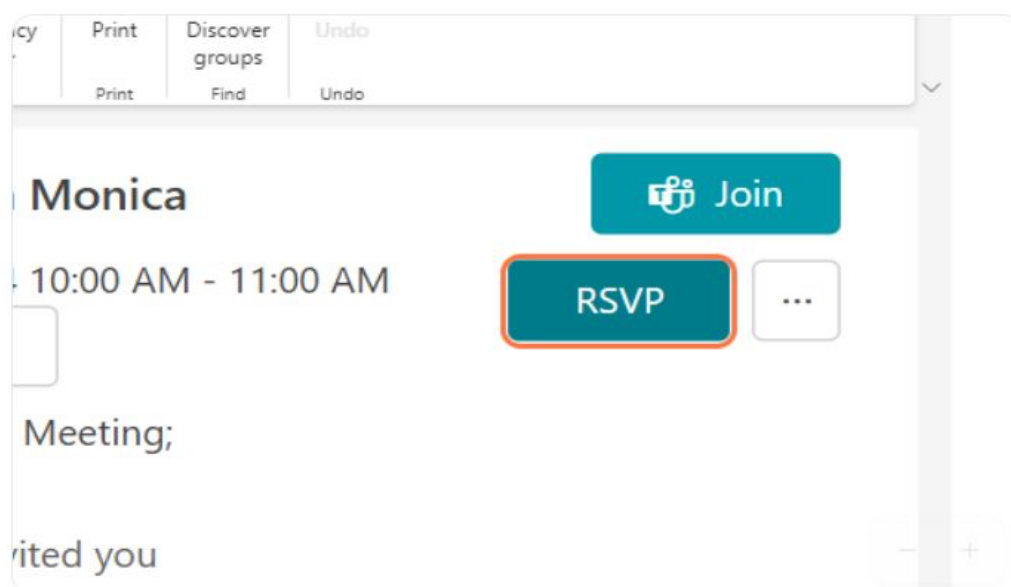 cy Print Discover groups Undo
Print Find Undo
Monica
Join
10:00 AM - 11:00 AM
RSVP ...
Meeting;
ited you